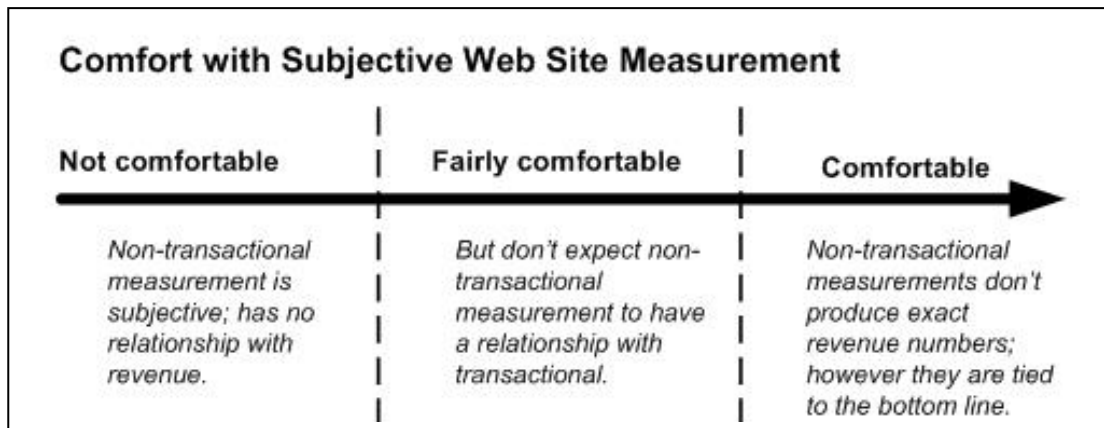 Comfort with Subjective Web Site Measurement
Not comfortable
Fairly comfortable
Comfortable
Non-transactional
measurement is
subjective; has no
relationship with
revenue.
But don't expect non-
transactional
measurement to have
a relationship with
transactional.
Non-transactional
measurements don't
produce exact
revenue numbers;
however they are tied
to the bottom line.